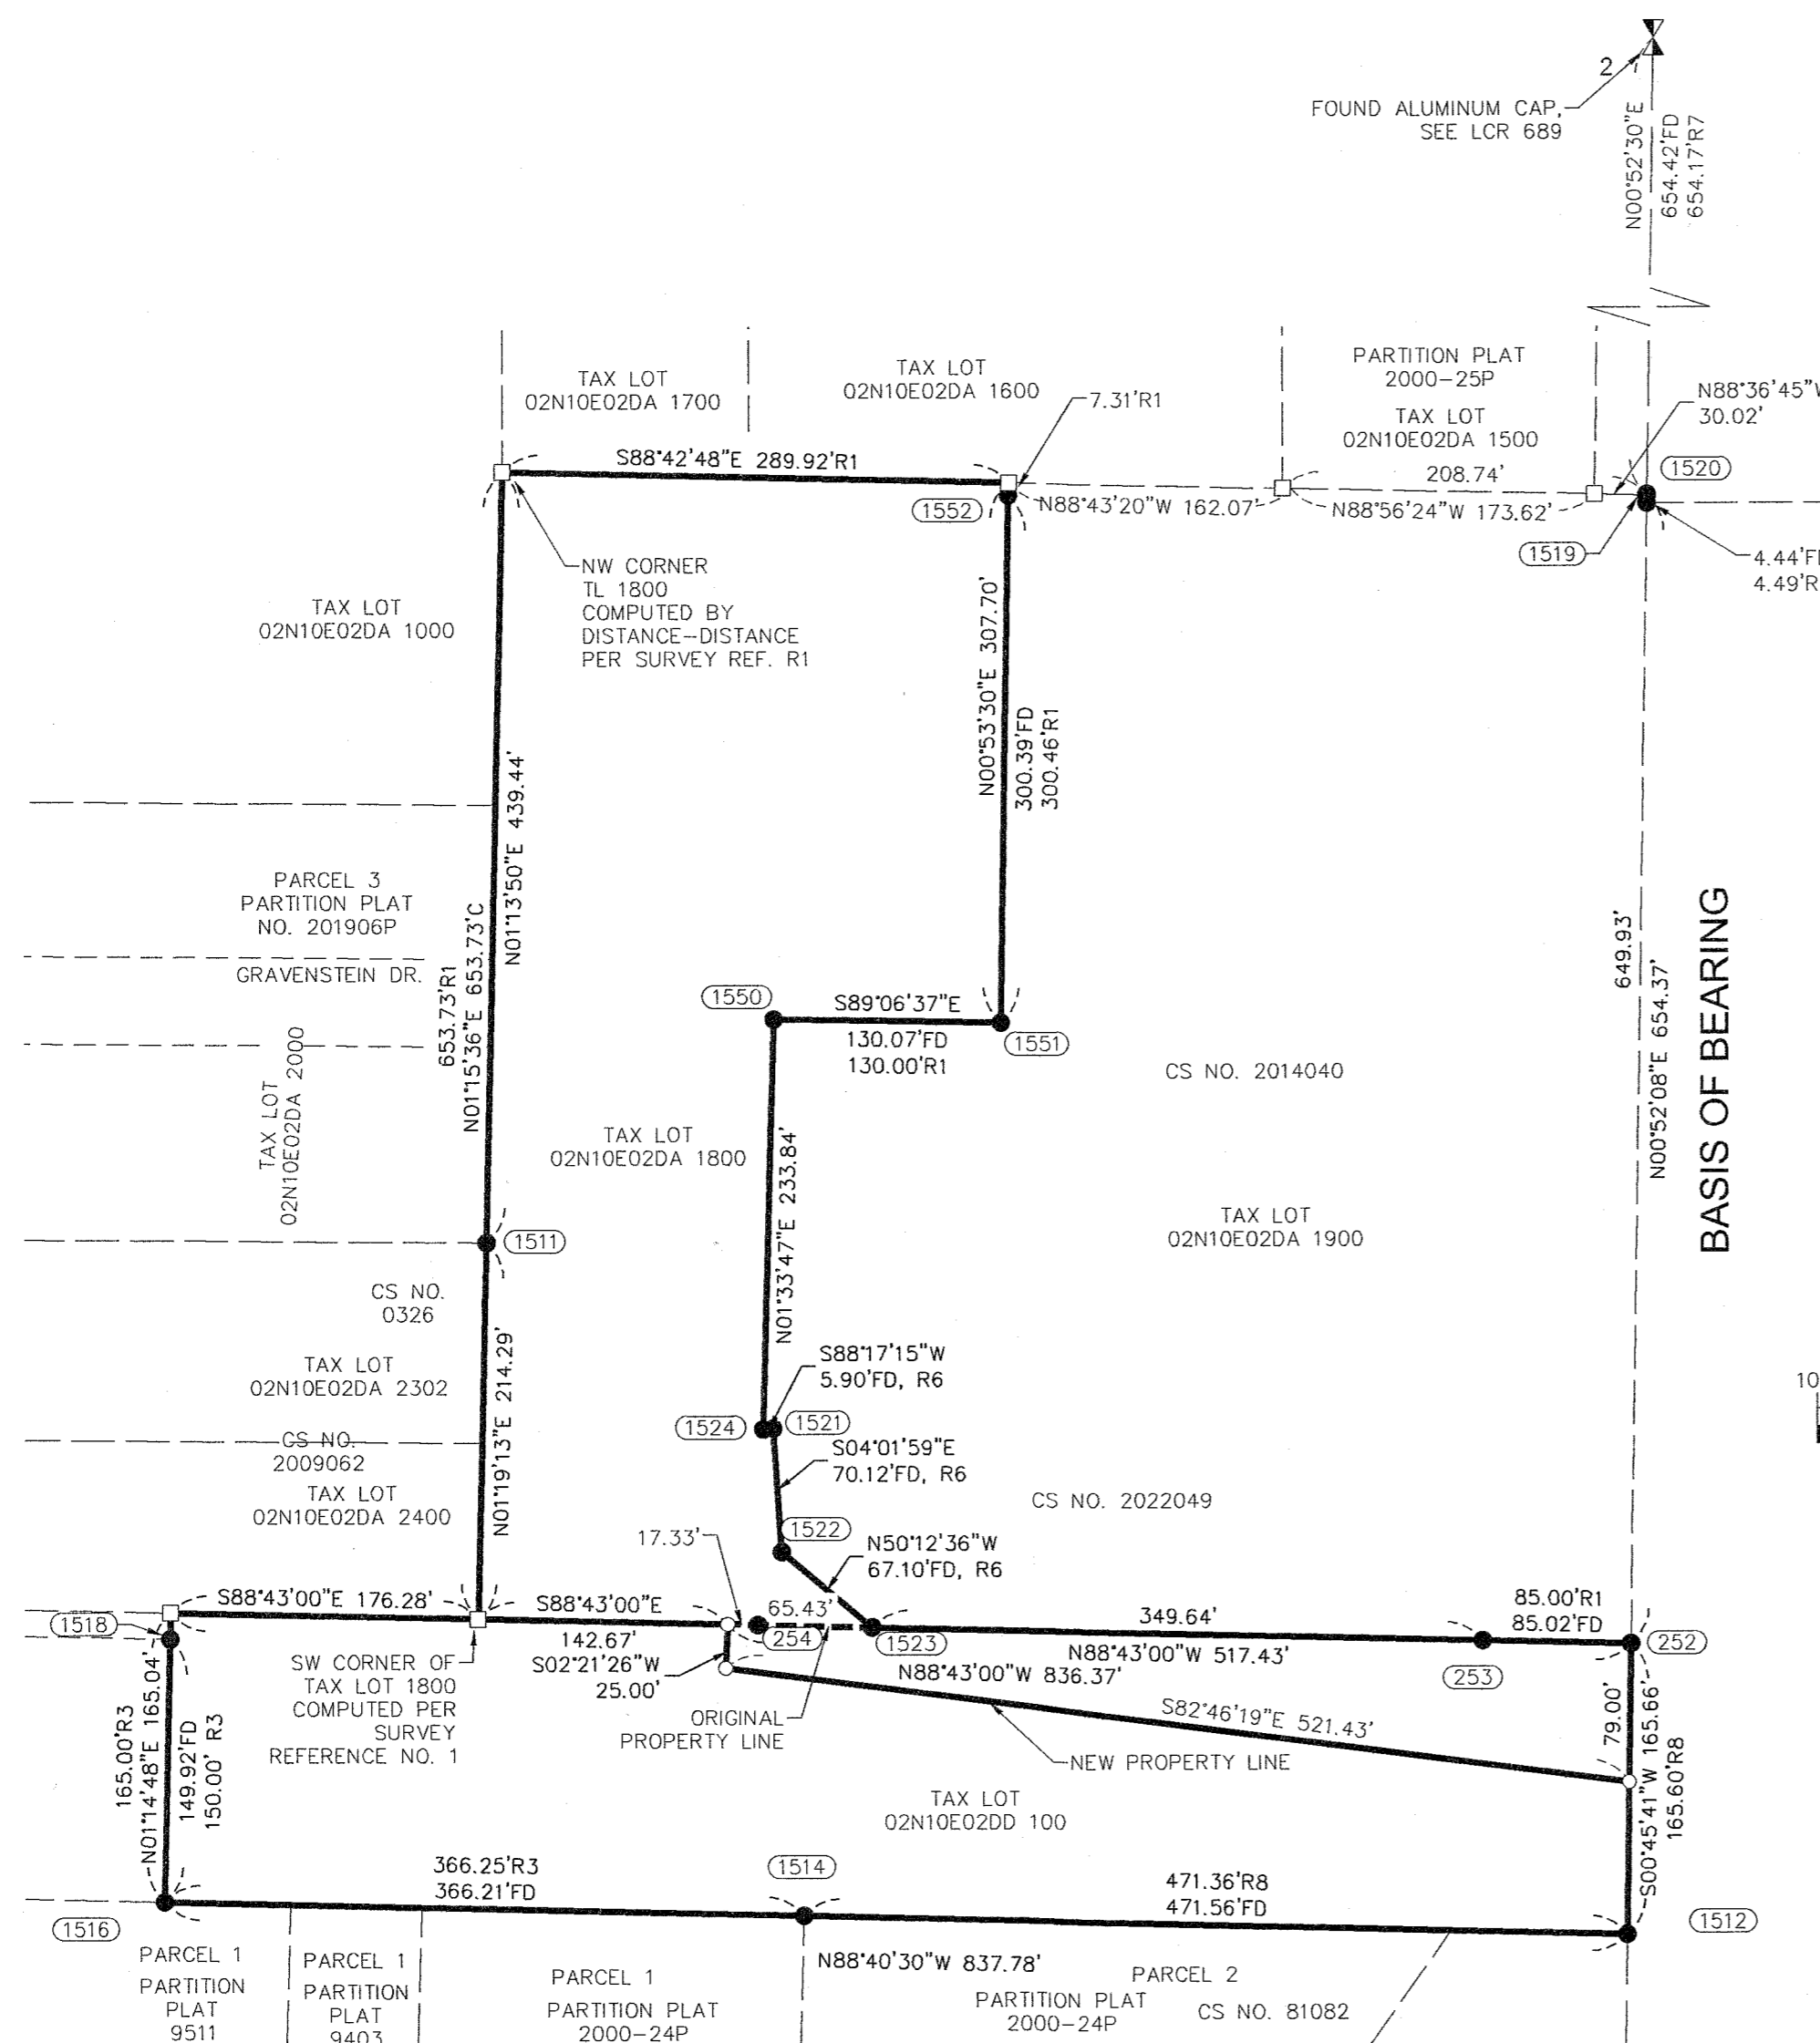 2
FOUND ALUMINUM CAP,
SEE LCR 689
N00°52'30"E
654.42'FD
654.17'R7
TAX LOT
02N10E02DA 1700
TAX LOT
02N10E02DA 1600
7.31'R1
PARTITION PLAT
2000-25P
TAX LOT
02N10E02DA 1500
N88°36'45"W
30.02'
S88°42'48"E 289.92'R1
1552
N88°43'20"W 162.07'
208.74'
N88°56'24"W 173.62'
1520
1519
4.44'F
4.49'R
NW CORNER
TL 1800
COMPUTED BY
DISTANCE-DISTANCE
PER SURVEY REF. R1
TAX LOT
02N10E02DA 1000
N00°53'30"E 307.70'
300.39'FD
300.46'R1
N01°13'50"E 439.44'
653.73'R1
N01°15'36"E 653.73'C
PARCEL 3
PARTITION PLAT
NO. 201906P
GRAVENSTEIN DR.
TAX LOT
02N10E02DA 2000
1550
S89°06'37"E
130.07'FD
130.00'R1
1551
CS NO. 2014040
649.93'
N00°52'08"E 654.37'
BASIS OF BEARING
TAX LOT
02N10E02DA 1800
N01°33'47"E 233.84'
TAX LOT
02N10E02DA 1900
1511
CS NO.
0326
TAX LOT
02N10E02DA 2302
CS NO.
2009062
TAX LOT
02N10E02DA 2400
N01°19'13"E 214.29'
S88°17'15"W
5.90'FD, R6
1524
1521
S04°01'59"E
70.12'FD, R6
10
CS NO. 2022049
1522
17.33'
N50°12'36"W
67.10'FD, R6
S88°43'00"E 176.28'
S88°43'00"E
142.67'
65.43'
254
1523
349.64'
N88°43'00"W 517.43'
85.00'R1
85.02'FD
252
253
1518
SW CORNER OF
TAX LOT 1800
COMPUTED PER
SURVEY
REFERENCE NO. 1
S02°21'26"W
25.00'
N88°43'00"W 836.37'
ORIGINAL
PROPERTY LINE
S82°46'19"E 521.43'
NEW PROPERTY LINE
79.00'
S00°45'41"W 165.66'
165.60'R8
165.00'R3
N01°14'48"E 165.04'
149.92'FD
150.00' R3
TAX LOT
02N10E02DD 100
366.25'R3
366.21'FD
1514
471.36'R8
471.56'FD
1516
1512
N88°40'30"W 837.78'
PARCEL 1
PARTITION
PLAT
9511
PARCEL 1
PARTITION
PLAT
9403
PARCEL 1
PARTITION PLAT
2000-24P
PARCEL 2
PARTITION PLAT
2000-24P
CS NO. 81082